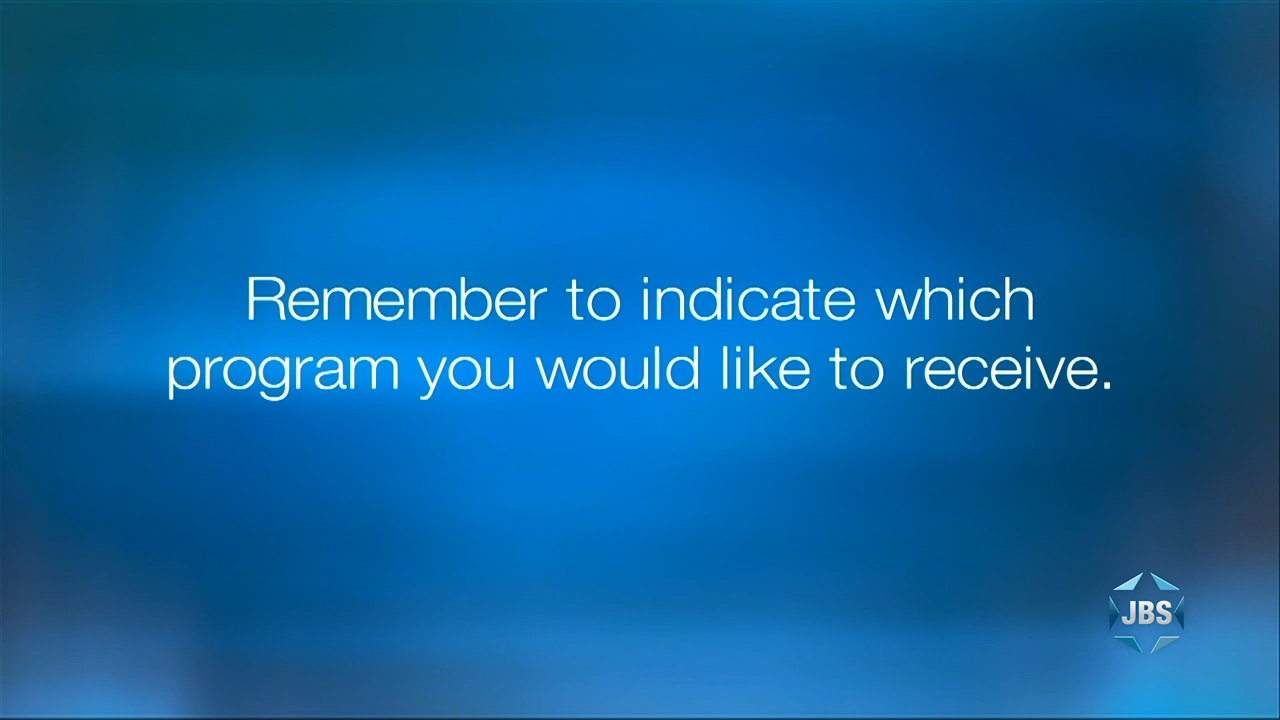 Remember to indicate which
program you would like to receive.
JBS